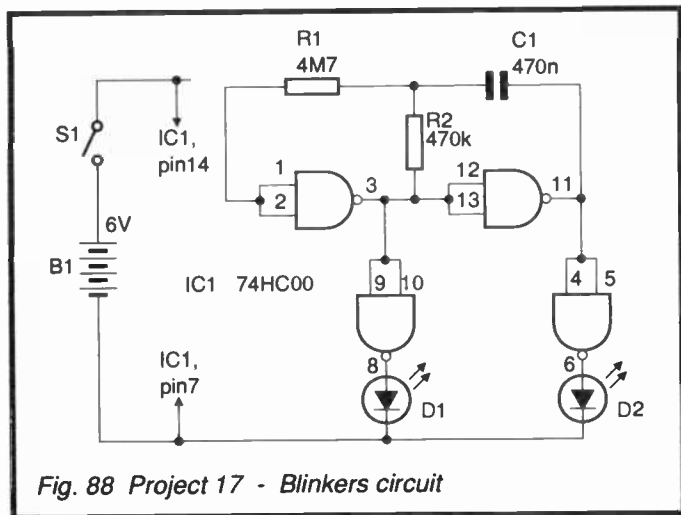 R1
4M7
C1
470n
S1
IC1,
pin14
R2
470k
1
2
3
12
13
11
6V
B1
IC1 74HC00
9 10
4 5
8
6
IC1,
pin7
D1
D2
Fig. 88 Project 17 - Blinkers circuit